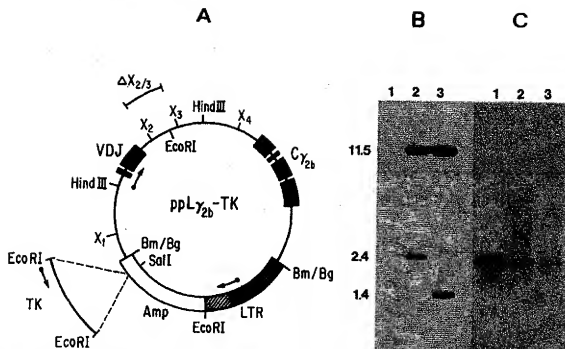 A
B
C
ΔX2/3
X2
X3
HindIII
X4
EcoRI
VDJ
HindIII
Cγ2b
ppLγ2b-TK
X1
Bm/Bg
SalI
Bm/Bg
EcoRI
TK
EcoRI
Amp
EcoRI
LTR
1 2 3
1 2 3
11.5
2.4
1.4